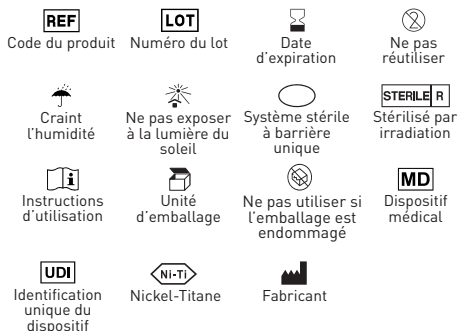 REF
LOT
2
Code du produit
Numéro du lot
Date
d'expiration
Ne pas
réutiliser
STERILE R
Craint
l'humidité
Ne pas exposer
à la lumière du
soleil
Système stérile
à barrière
unique
Stérilisé par
irradiation
i
MD
Instructions
d'utilisation
Unité
d'emballage
Ne pas utiliser si
l'emballage est
endommagé
Dispositif
médical
UDI
Ni-Ti
Identification
unique du
dispositif
Nickel-Titane
Fabricant